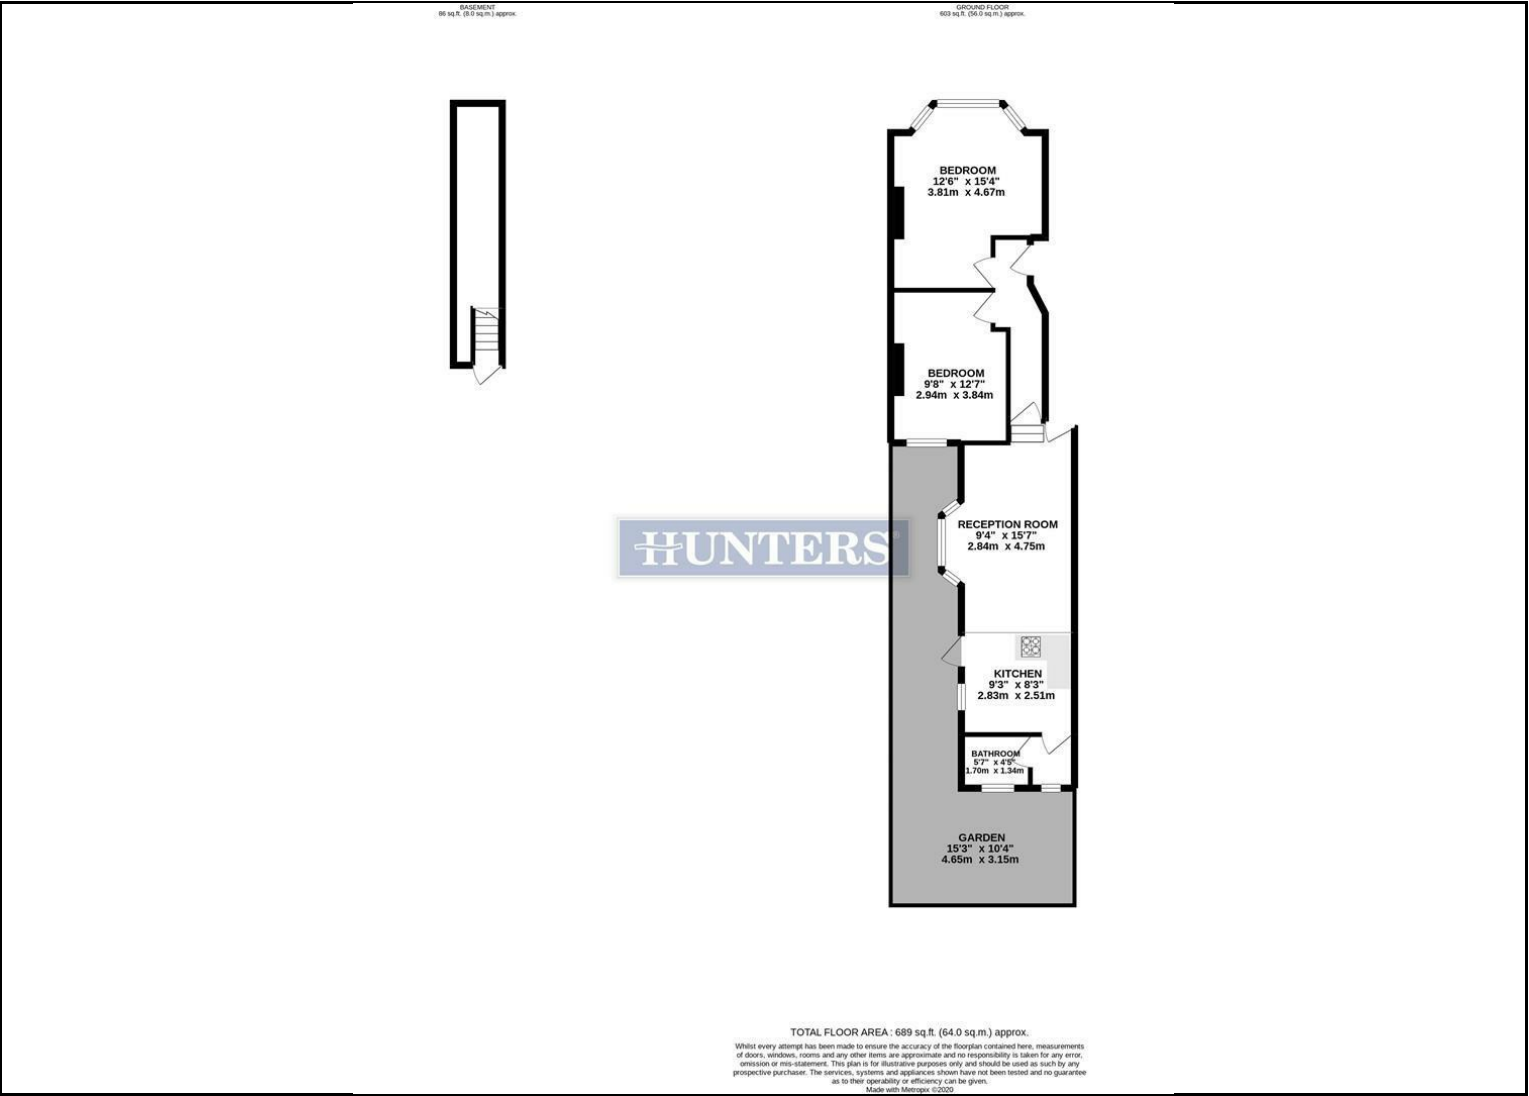 BASEMENT
86 sq.ft. (8.0 sq.m.) approx.
GROUND FLOOR
603 sq.ft. (56.0 sq.m.) approx.
BEDROOM
12'6" x 15'4"
3.81m x 4.67m
BEDROOM
9'8" x 12'7"
2.94m x 3.84m
RECEPTION ROOM
9'4" x 15'7"
2.84m x 4.75m
HUNTERS
KITCHEN
9'3" x 8'3"
2.83m x 2.51m
BATHROOM
5'7" x 4'5"
1.70m x 1.34m
GARDEN
15'3" x 10'4"
4.65m x 3.15m
TOTAL FLOOR AREA : 689 sq.ft. (64.0 sq.m.) approx.
Whilst every attempt has been made to ensure the accuracy of the floorplan contained here, measurements
of doors, windows, rooms and any other items are approximate and no responsibility is taken for any error,
omission or mis-statement. This plan is for illustrative purposes only and should be used as such by any
prospective purchaser. The services, systems and appliances shown have not been tested and no guarantee
as to their operability or efficiency can be given.
Made with Metropix ©2020